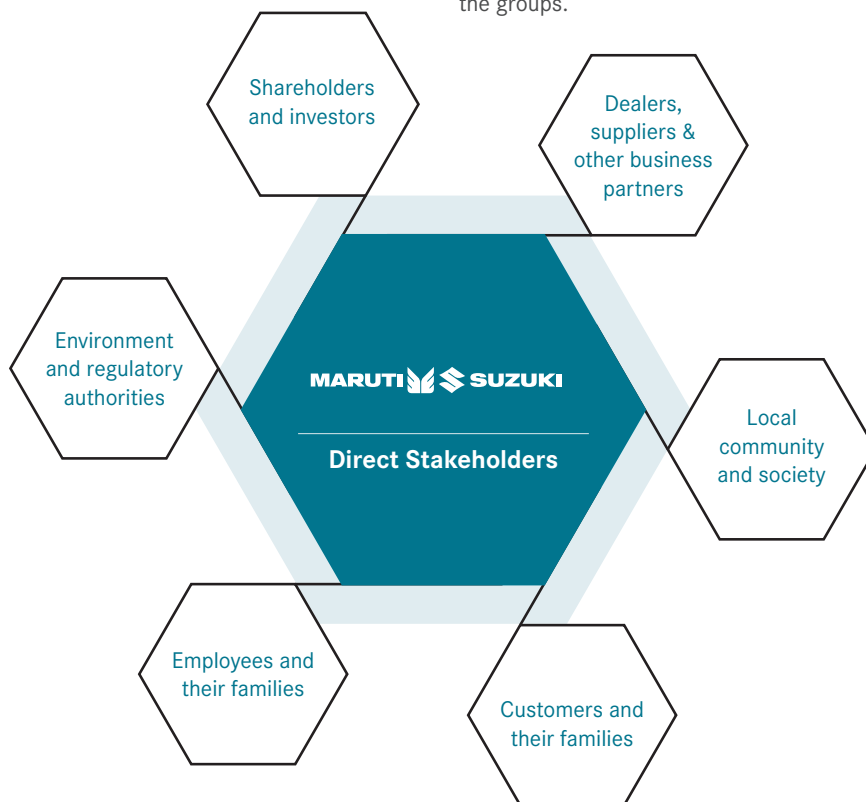 the groups.
Shareholders
and investors
Dealers,
suppliers &
other business
partners
Environment
and regulatory
authorities
MARUTI SUZUKI
Direct Stakeholders
Local
community
and society
Employees and
their families
Customers and
their families